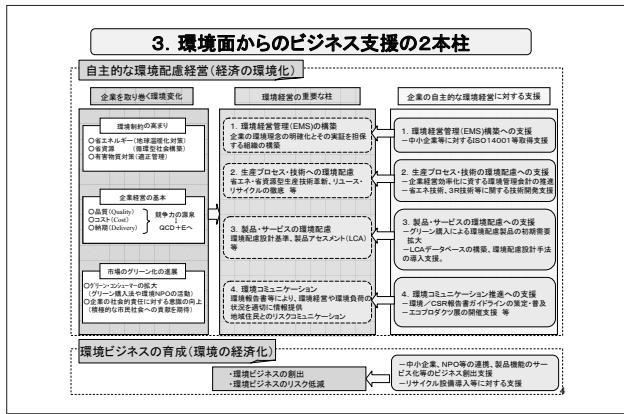 3．環境面からのビジネス支援の2本柱
自主的な環境配慮経営（経済の環境化）
企業を取り巻く環境変化
環境制約の高まり
○省エネルギー（地球温暖化対策）
○省資源　（循環型社会構築）
○有害物質対策（適正管理）
企業経営の基本
○品質（Quality）
○コスト（Cost）
○納期（Delivery）
競争力の源泉
↓
QCD+Eへ
市場のグリーン化の進展
○グリーン・コンシューマーの拡大
（グリーン購入法や環境NPOの活動）
○企業の社会的責任に対する意識の向上
（積極的な市民社会への貢献を期待）
環境経営の重要な柱
1．環境経営管理（EMS）の構築
企業の環境理念の明確化とその実証を担保
する組織の構築
2．生産プロセス・技術への環境配慮
省エネ・省資源型生産技術革新、リユース・
リサイクルの徹底　等
3．製品・サービスの環境配慮
環境配慮設計基準、製品アセスメント（LCA）
等
4．環境コミュニケーション
環境報告書等により、環境経営や環境負荷の
状況を適切に情報提供
地域住民とのリスクコミュニケーション
企業の自主的な環境経営に対する支援
1．環境経営管理（EMS）構築への支援
－中小企業等に対するISO14001等取得支援
2．生産プロセス・技術の環境配慮への支援
－企業経営効率化に資する環境管理会計の推進
－省エネ技術、3R技術等に関する技術開発支援
3．製品・サービスの環境配慮への支援
－グリーン購入による環境配慮製品の初期需要
拡大
－LCAデータベースの構築、環境配慮設計手法
の導入支援。
4．環境コミュニケーション推進への支援
－環境／CSR報告書ガイドラインの策定・普及
－エコプロダクツ展の開催支援　等
環境ビジネスの育成（環境の経済化）
・環境ビジネスの創出
・環境ビジネスのリスク低減
－中小企業、NPO等の連携、製品機能のサー
ビス化等のビジネス創出支援
－リサイクル設備導入等に対する支援
4